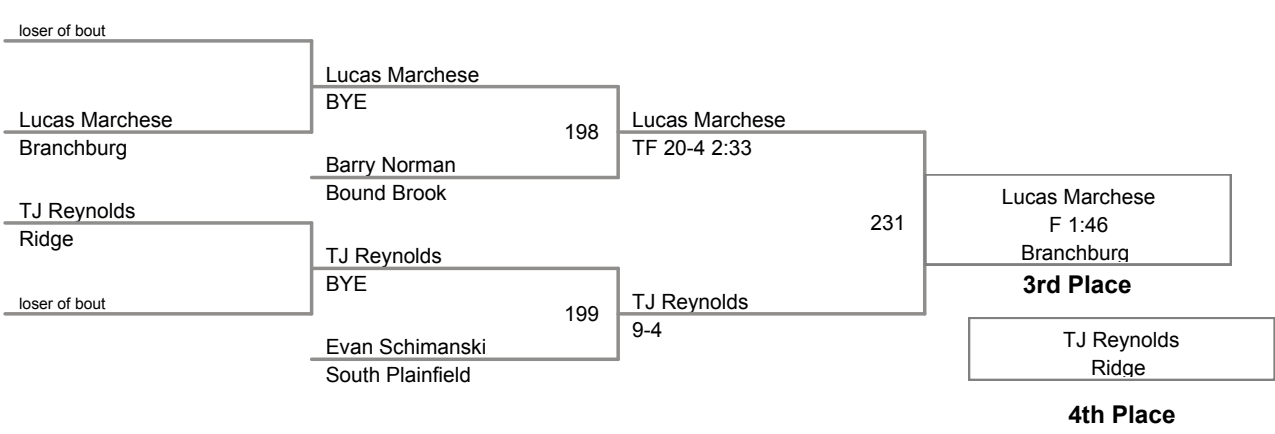 loser of bout
Lucas Marchese
Branchburg
TJ Reynolds
Ridge
loser of bout
Lucas Marchese
BYE
198
Barry Norman
Bound Brook
TJ Reynolds
BYE
199
Evan Schimanski
South Plainfield
Lucas Marchese
TF 20-4 2:33
231
TJ Reynolds
9-4
Lucas Marchese
F 1:46
Branchburg
3rd Place
TJ Reynolds
Ridge
4th Place